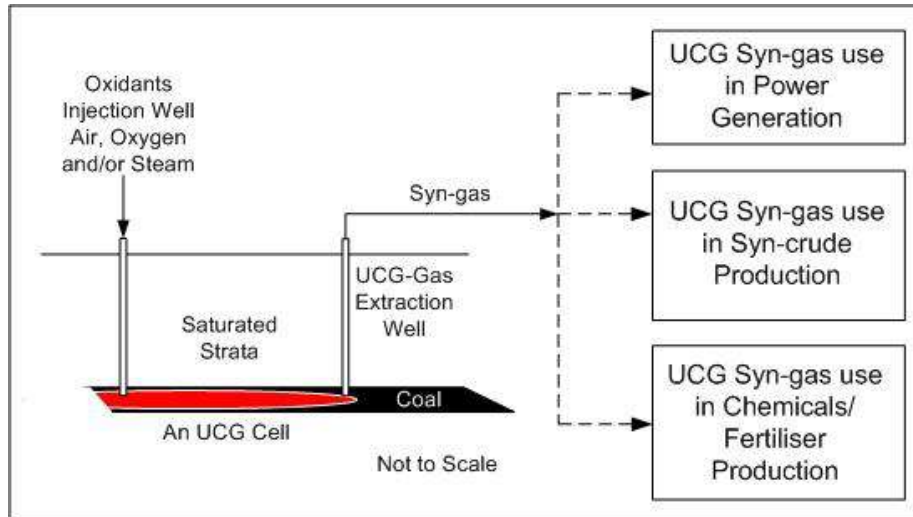 Oxidants
Injection Well
Air, Oxygen
and/or Steam
Syn-gas
UCG-Gas
Extraction
Well
Saturated
Strata
Coal
An UCG Cell
Not to Scale
UCG Syn-gas use
in Power
Generation
UCG Syn-gas use
in Syn-crude
Production
UCG Syn-gas use
in Chemicals/
Fertiliser
Production